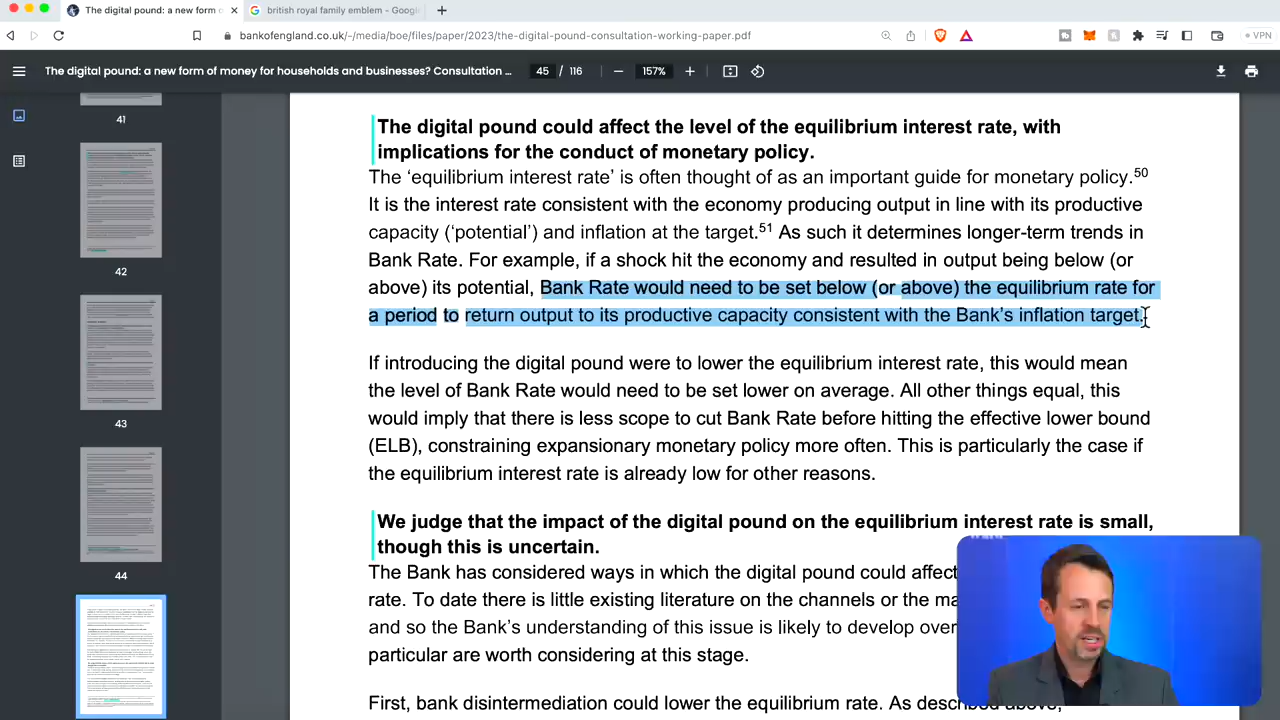 The digital pound: a new form o
british royal family emblem - Googl
bankofengland.co.uk/-/media/boe/files/paper/2023/the-digital-pound-consultation-working-paper.pdf
VPN
The digital pound: a new form of money for households and businesses? Consultation ...
45 / 116
157%
41
42
43
44
The digital pound could affect the level of the equilibrium interest rate, with
implications for the conduct of monetary policy.
The ‘equilibrium interest rate’ is often thought of as an important guide for monetary policy.50
It is the interest rate consistent with the economy producing output in line with its productive
capacity (‘potential’) and inflation at the target.51 As such it determines longer-term trends in
Bank Rate. For example, if a shock hit the economy and resulted in output being below (or
above) its potential, Bank Rate would need to be set below (or above) the equilibrium rate for
a period to return output to its productive capacity consistent with the Bank’s inflation target.
If introducing the digital pound were to lower the equilibrium interest rate, this would mean
the level of Bank Rate would need to be set lower on average. All other things equal, this
would imply that there is less scope to cut Bank Rate before hitting the effective lower bound
(ELB), constraining expansionary monetary policy more often. This is particularly the case if
the equilibrium interest rate is already low for other reasons.
We judge that the impact of the digital pound on the equilibrium interest rate is small,
though this is uncertain.
The Bank has considered ways in which the digital pound could affect
rate. To date there is little existing literature on the channels or the
and so the Bank’s understanding of this issue is likely to develop over
particular are worth considering at this stage.
First, bank disintermediation could lower the equilibrium rate. As described above,